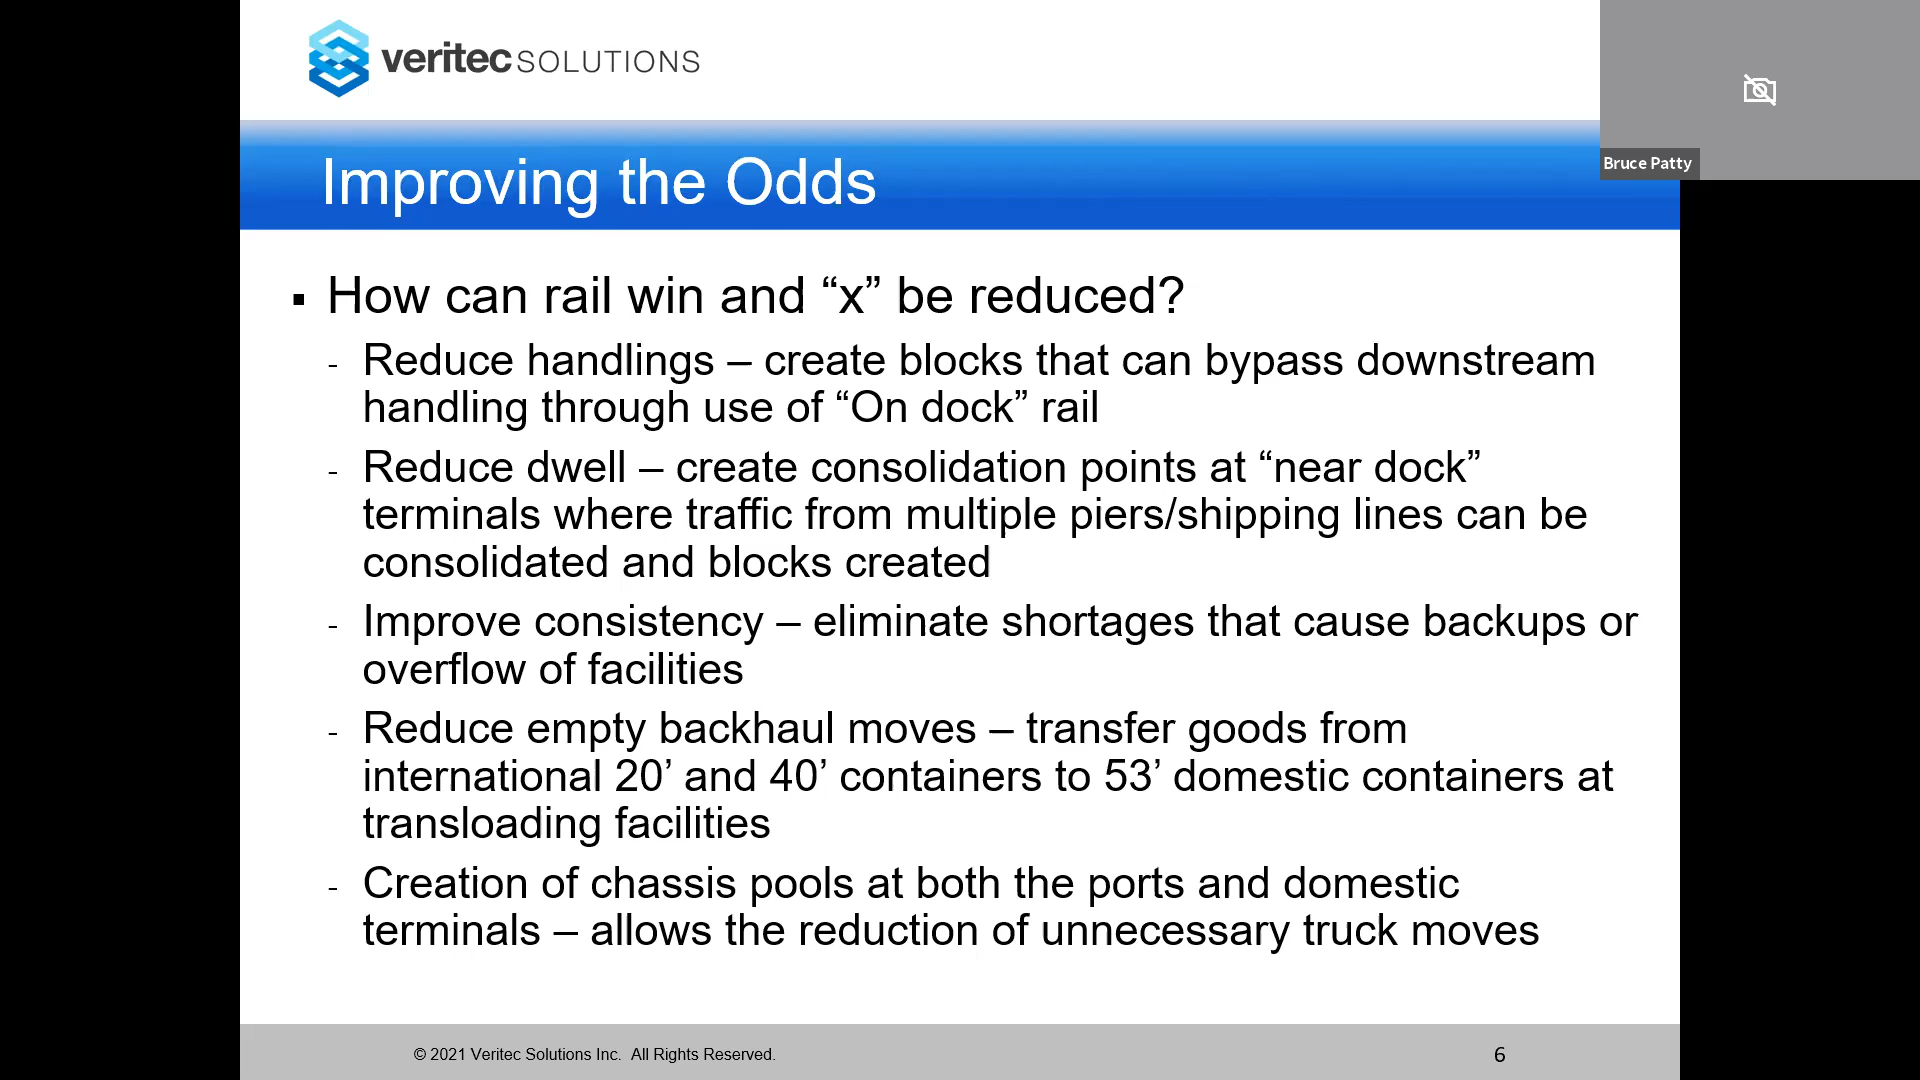 veritec SOLUTIONS
Bruce Patty
Improving the Odds
▪ How can rail win and “x” be reduced?
- Reduce handlings – create blocks that can bypass downstream
handling through use of “On dock” rail
- Reduce dwell – create consolidation points at “near dock”
terminals where traffic from multiple piers/shipping lines can be
consolidated and blocks created
- Improve consistency – eliminate shortages that cause backups or
overflow of facilities
- Reduce empty backhaul moves – transfer goods from
international 20’ and 40’ containers to 53’ domestic containers at
transloading facilities
- Creation of chassis pools at both the ports and domestic
terminals – allows the reduction of unnecessary truck moves
© 2021 Veritec Solutions Inc. All Rights Reserved.
6